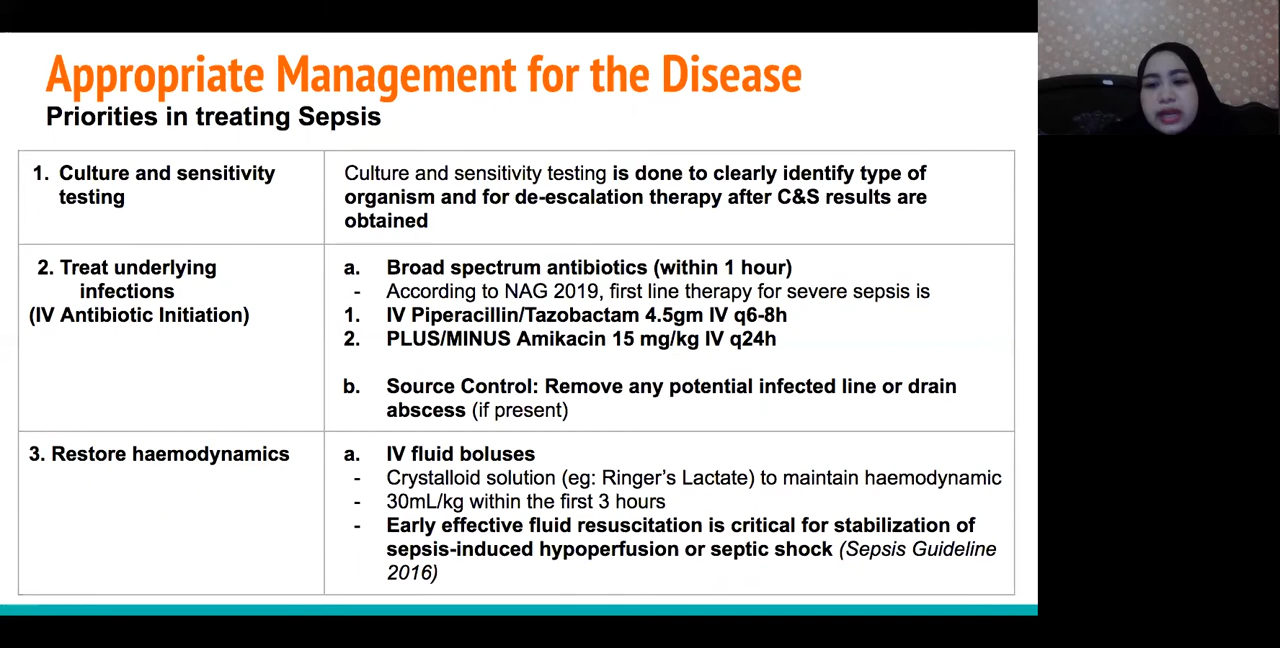 Appropriate Management for the Disease
Priorities in treating Sepsis
1. Culture and sensitivity
testing
Culture and sensitivity testing is done to clearly identify type of
organism and for de-escalation therapy after C&S results are
obtained
2. Treat underlying
infections
(IV Antibiotic Initiation)
a. Broad spectrum antibiotics (within 1 hour)
- According to NAG 2019, first line therapy for severe sepsis is
1. IV Piperacillin/Tazobactam 4.5gm IV q6-8h
2. PLUS/MINUS Amikacin 15 mg/kg IV q24h
b. Source Control: Remove any potential infected line or drain
abscess (if present)
3. Restore haemodynamics
a. IV fluid boluses
- Crystalloid solution (eg: Ringer's Lactate) to maintain haemodynamic
- 30mL/kg within the first 3 hours
- Early effective fluid resuscitation is critical for stabilization of
sepsis-induced hypoperfusion or septic shock (Sepsis Guideline
2016)